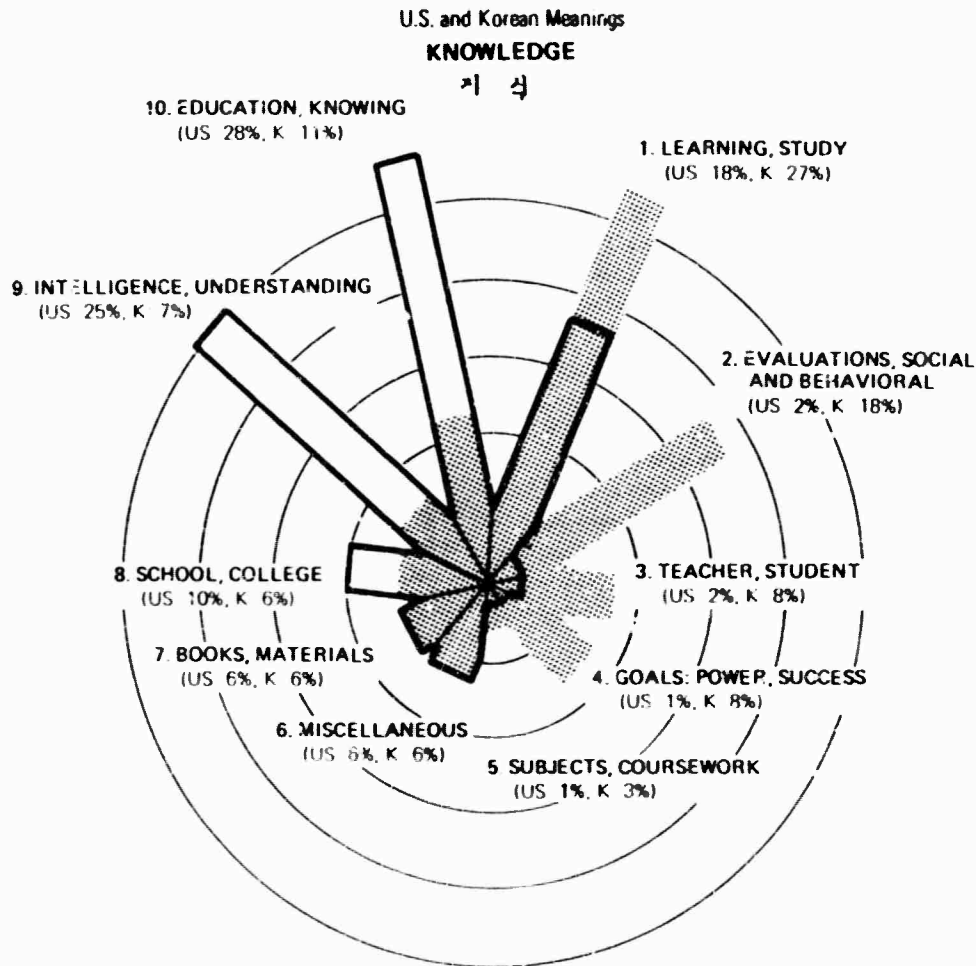 U.S. and Korean Meanings
KNOWLEDGE
지 식
10. EDUCATION, KNOWING
(US 28%, K 11%)
1. LEARNING, STUDY
(US 18%, K 27%)
9. INTELLIGENCE, UNDERSTANDING
(US 25%, K 7%)
2. EVALUATIONS, SOCIAL
AND BEHAVIORAL
(US 2%, K 18%)
8. SCHOOL, COLLEGE
(US 10%, K 6%)
3. TEACHER, STUDENT
(US 2%, K 8%)
7. BOOKS, MATERIALS
(US 6%, K 6%)
4. GOALS: POWER, SUCCESS
(US 1%, K 8%)
6. MISCELLANEOUS
(US 6%, K 6%)
5 SUBJECTS, COURSEWORK
(US 1%, K 3%)